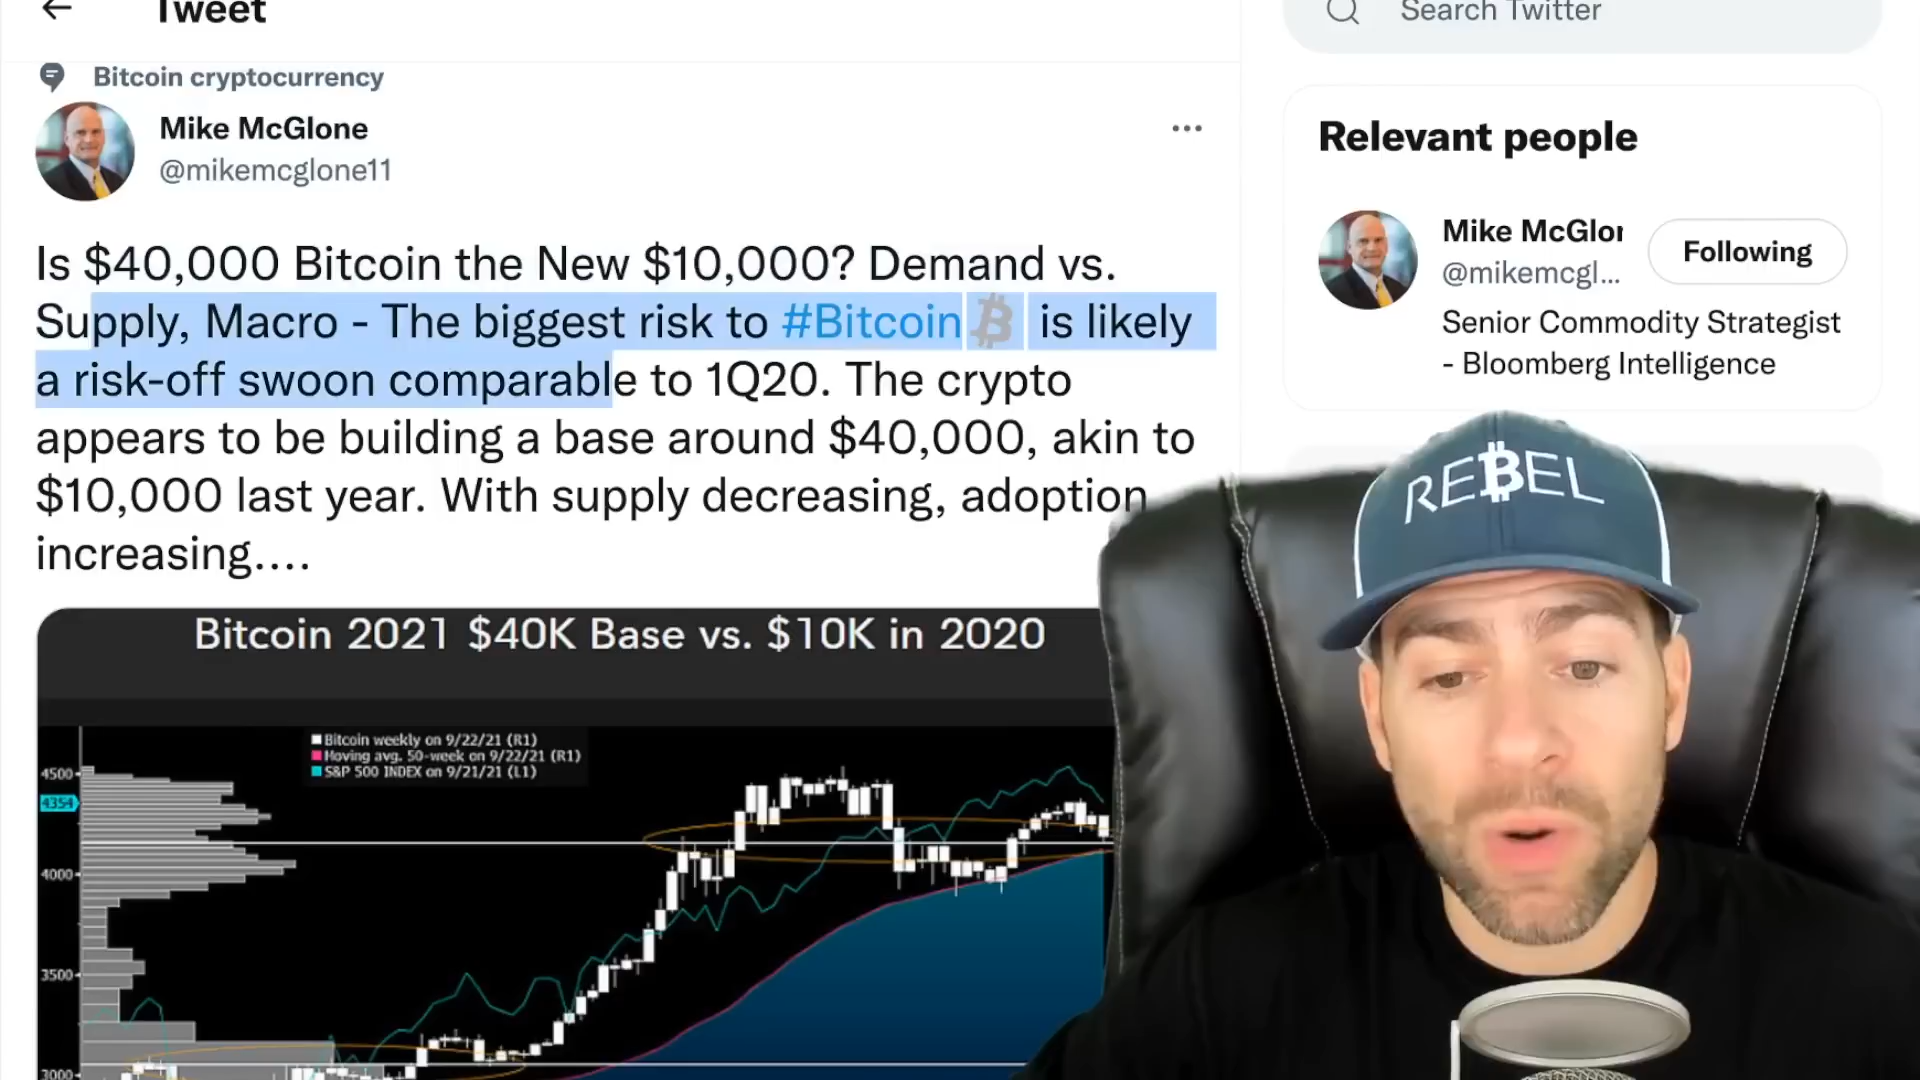 Tweet
Search Twitter
Bitcoin cryptocurrency
Mike McGlone
@mikemcglone11
Is $40,000 Bitcoin the New $10,000? Demand vs.
Supply, Macro - The biggest risk to #Bitcoin is likely
a risk-off swoon comparable to 1Q20. The crypto
appears to be building a base around $40,000, akin to
$10,000 last year. With supply decreasing, adoption
increasing....
Relevant people
Mike McGlor
Following
@mikemcgl...
Senior Commodity Strategist
- Bloomberg Intelligence
REBEL
Bitcoin 2021 $40K Base vs. $10K in 2020
Bitcoin weekly on 9/22/21 (R1)
Moving avg. 50-week on 9/22/21 (R1)
S&P 500 INDEX on 9/21/21 (L1)
4500
4354
4000
3500
3000